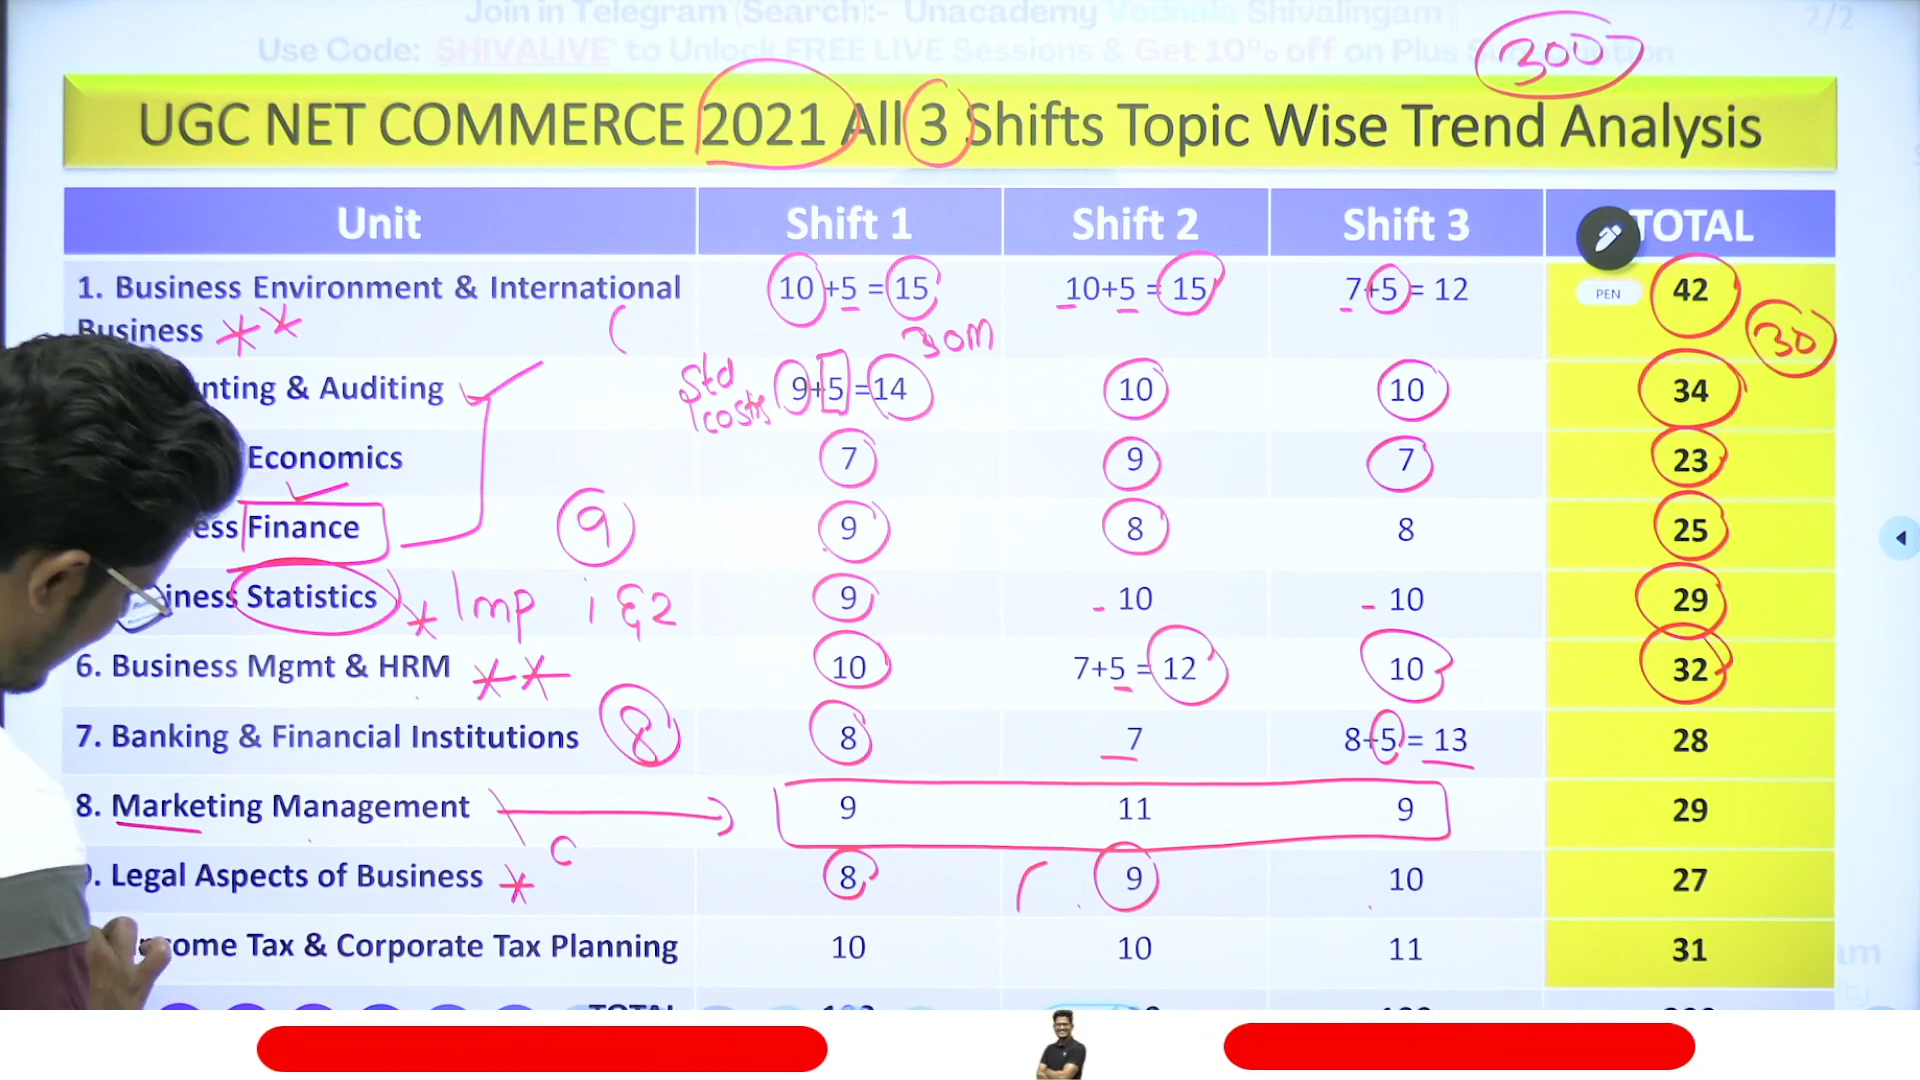 Join in Telegram (Search):- Unacademy Vodnala Shivalingam
2/2
Use Code: SHIVALIVE to Unlock FREE LIVE Sessions & Get 10% off on Plus
300
UGC NET COMMERCE 2021 All 3 Shifts Topic Wise Trend Analysis
Unit Shift 1 Shift 2 Shift 3 TOTAL
PEN
1. Business Environment & International Business 10+5 = 15 10+5 = 15 7+5 = 12 42
30M 30
Auditing 9+5=14 10 10 34
Std costs
Economics 7 9 7 23
Finance 9 9 8 8 25
Statistics Imp 1 & 2 9 10 10 29
6. Business Mgmt & HRM 10 7+5 = 12 10 32
7. Banking & Financial Institutions 8 8 7 8+5 = 13 28
8. Marketing Management 9 11 9 29
Legal Aspects of Business 8 9 10 27
Tax & Corporate Tax Planning 10 10 11 31